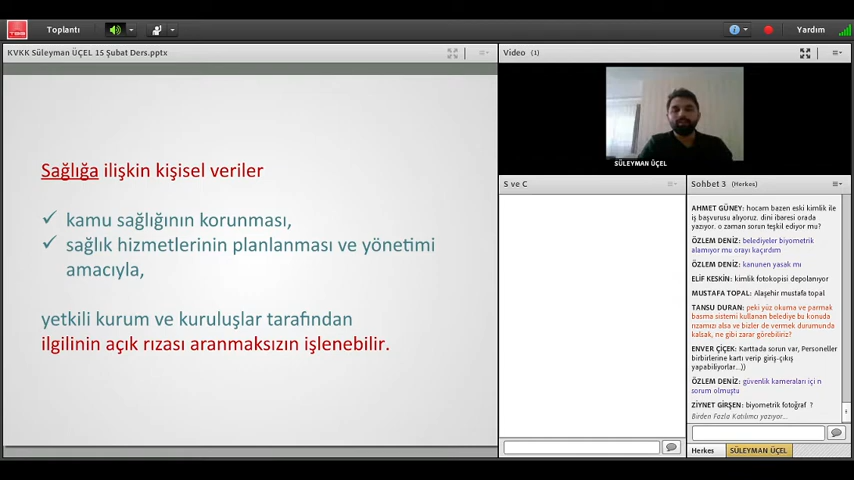 Toplantı
Yardım
KVKK Süleyman ÜÇEL 15 Şubat Ders.pptx
Sağlığa ilişkin kişisel veriler
✓ kamu sağlığının korunması,
✓ sağlık hizmetlerinin planlanması ve yönetimi
amacıyla,
yetkili kurum ve kuruluşlar tarafından
ilgilinin açık rızası aranmaksızın işlenebilir.
Video (1)
SÜLEYMAN ÜÇEL
S ve C
Sohbet 3 (Herkes)
AHMET GÜNEY: hocam bazen eski kimlik ile
iş başvurusu alıyoruz. dini ibaresi orada
yazıyor. o zaman sorun teşkil ediyor mu?
ÖZLEM DENİZ: belediyeler biyometrik
alamıyor mu orayı kaçırdım
ÖZLEM DENİZ: kanunen yasak mı
ELİF KESKİN: kimlik fotokopisi depolanıyor
MUSTAFA TOPAL: Alaşehir mustafa topal
TANSU DURAN: peki yüz okuma ve parmak
basma sistemi kullanan belediye bu konuda
rızamızı alsa ve bizler de vermek durumunda
kalsak, ne gibi zarar görebiliriz?
ENVER ÇİÇEK: Karttada sorun var, Personeller
birbirlerine kartı verip giriş-çıkış
yapabiliyorlar...))
ÖZLEM DENİZ: güvenlik kameraları içi n
sorum olmuştu
ZİYNET GİRŞEN: biyometrik fotoğraf ?
Birden Fazla Katılımcı yazıyor...
Herkes
SÜLEYMAN ÜÇEL